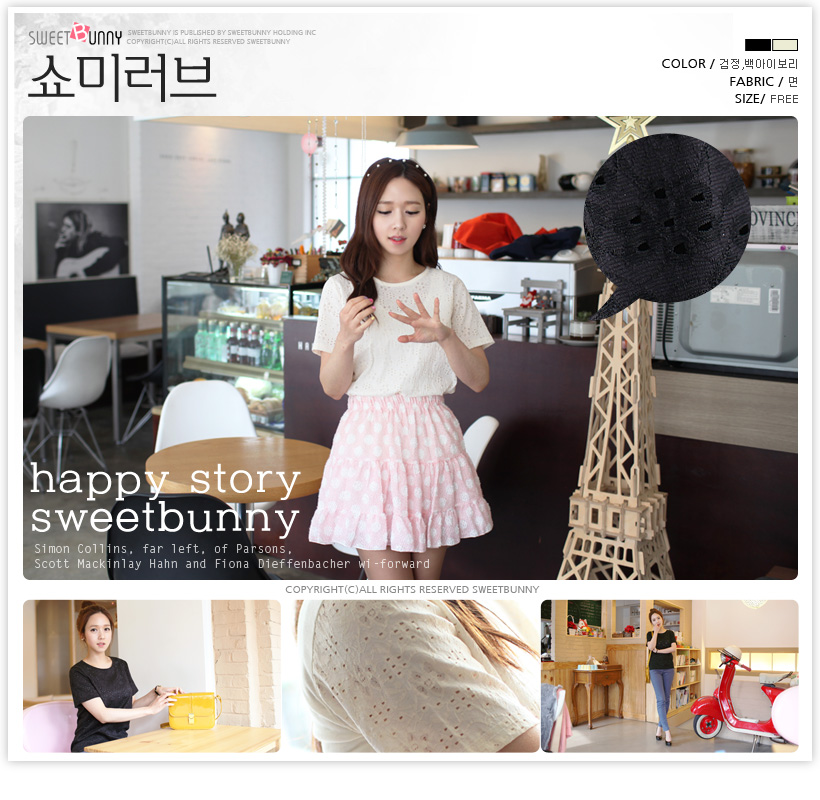 SWEETBUNNY
SWEETBUNNY IS PUBLISHED BY SWEETBUNNY HOLDING INC
COPYRIGHT(C)ALL RIGHTS RESERVED SWEETBUNNY
쇼미러브
COLOR / 검정,백아이보리
FABRIC / 면
SIZE/ FREE
OVINC
happy story
sweetbunny
Simon Collins, far left, of Parsons,
Scott Mackinlay Hahn and Fiona Dieffenbacher wi-forward
COPYRIGHT(C)ALL RIGHTS RESERVED SWEETBUNNY